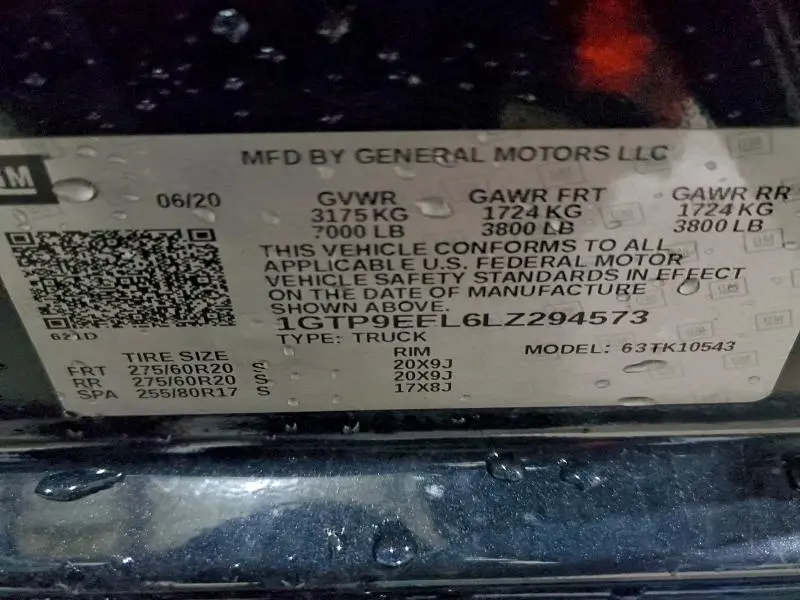 GM
MFD BY GENERAL MOTORS LLC
06/20 GVWR GAWR FRT GAWR RR
3175 KG 1724 KG 1724 KG
7000 LB 3800 LB 3800 LB
THIS VEHICLE CONFORMS TO ALL
APPLICABLE U.S. FEDERAL MOTOR
VEHICLE SAFETY STANDARDS IN EFFECT
ON THE DATE OF MANUFACTURE
SHOWN ABOVE.
1GTP9EEL6LZ294573
621D
TYPE: TRUCK
TIRE SIZE RIM MODEL: 63TK10543
FRT 275/60R20 S 20X9J
RR 275/60R20 S 20X9J
SPA 255/80R17 S 17X8J